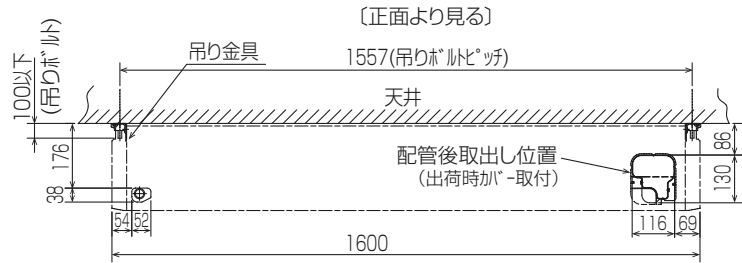 〔正面より見る〕
100以下
(吊りボルト)
吊り金具
1557(吊りボルトピッチ)
天井
176
38
54
52
配管後取出し位置
(出荷時カバー取付)
86
130
116
69
1600